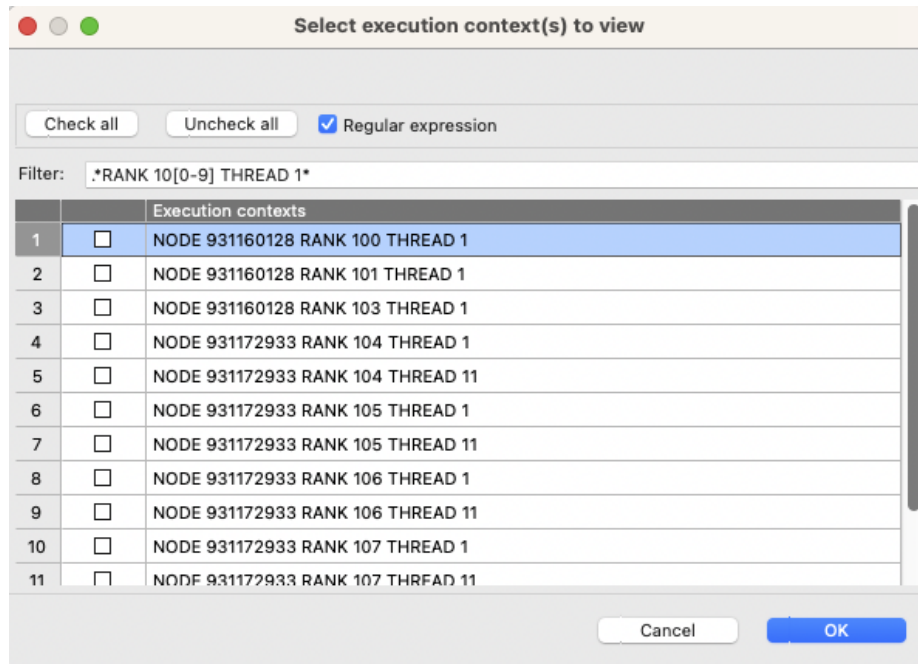 Select execution context(s) to view
Check all Uncheck all Regular expression
Filter: .*RANK 10[0-9] THREAD 1*
Execution contexts
1 NODE 931160128 RANK 100 THREAD 1
2 NODE 931160128 RANK 101 THREAD 1
3 NODE 931160128 RANK 103 THREAD 1
4 NODE 931172933 RANK 104 THREAD 1
5 NODE 931172933 RANK 104 THREAD 11
6 NODE 931172933 RANK 105 THREAD 1
7 NODE 931172933 RANK 105 THREAD 11
8 NODE 931172933 RANK 106 THREAD 1
9 NODE 931172933 RANK 106 THREAD 11
10 NODE 931172933 RANK 107 THREAD 1
11 NODE 931172933 RANK 107 THREAD 11
Cancel OK